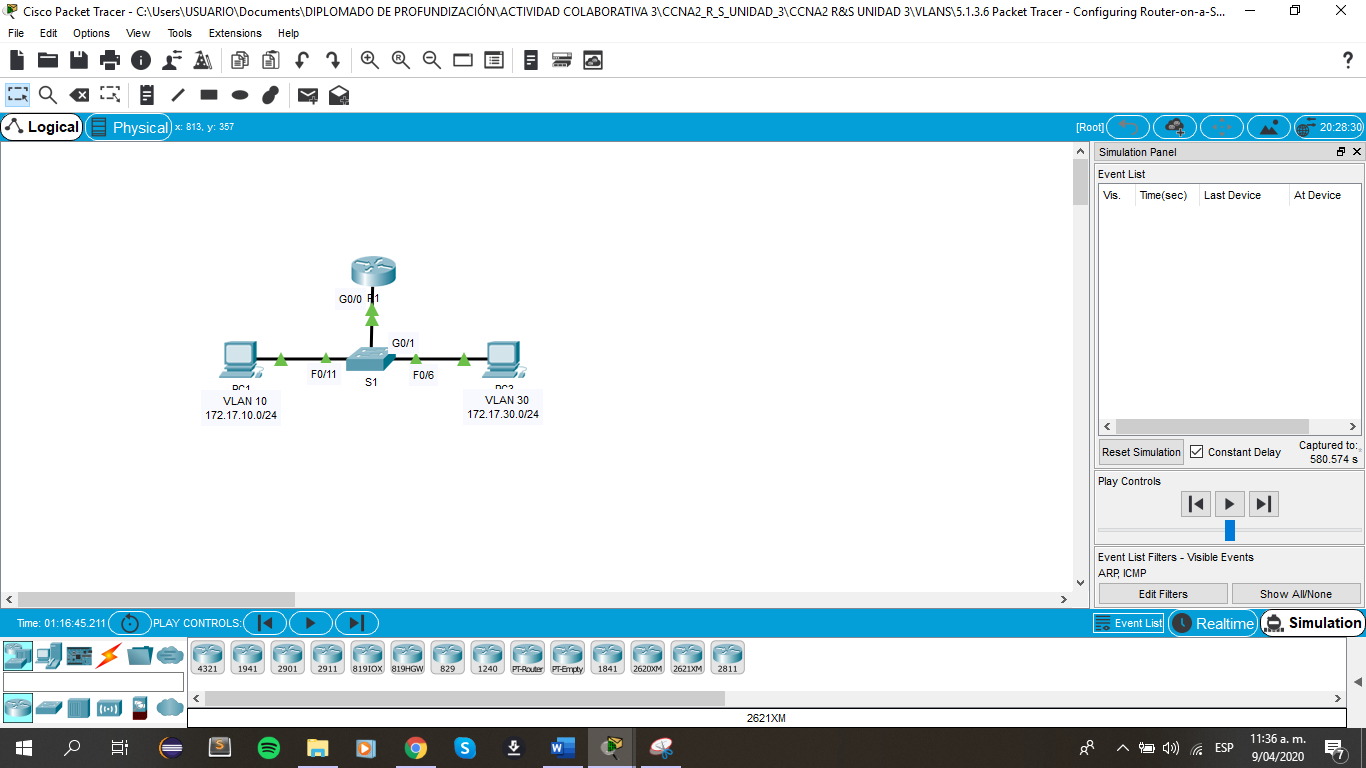 Cisco Packet Tracer - C:\Users\USUARIO\Documents\DIPLOMADO DE PROFUNDIZACIÓN\ACTIVIDAD COLABORATIVA 3\CCNA2_R_S_UNIDAD_3\CCNA2 R&S UNIDAD 3\VLANS\5.1.3.6 Packet Tracer - Configuring Router-on-a-S...
File Edit Options View Tools Extensions Help
?
Logical Physical x: 813, y: 357 [Root] 20:28:30
Simulation Panel
Event List
Vis. Time(sec) Last Device At Device
G0/0 R1
G0/1
F0/11 F0/6
S1
PC1
VLAN 10
172.17.10.0/24
VLAN 30
172.17.30.0/24
Reset Simulation Constant Delay Captured to:
580.574 s
Play Controls
Event List Filters - Visible Events
ARP, ICMP
Edit Filters Show All/None
Time: 01:16:45.211 PLAY CONTROLS: Event List Realtime Simulation
4321 1941 2901 2911 819IOX 819HGW 829 1240 PT-Router PT-Empty 1841 2620XM 2621XM 2811
2621XM
ESP
11:36 a. m.
9/04/2020
7